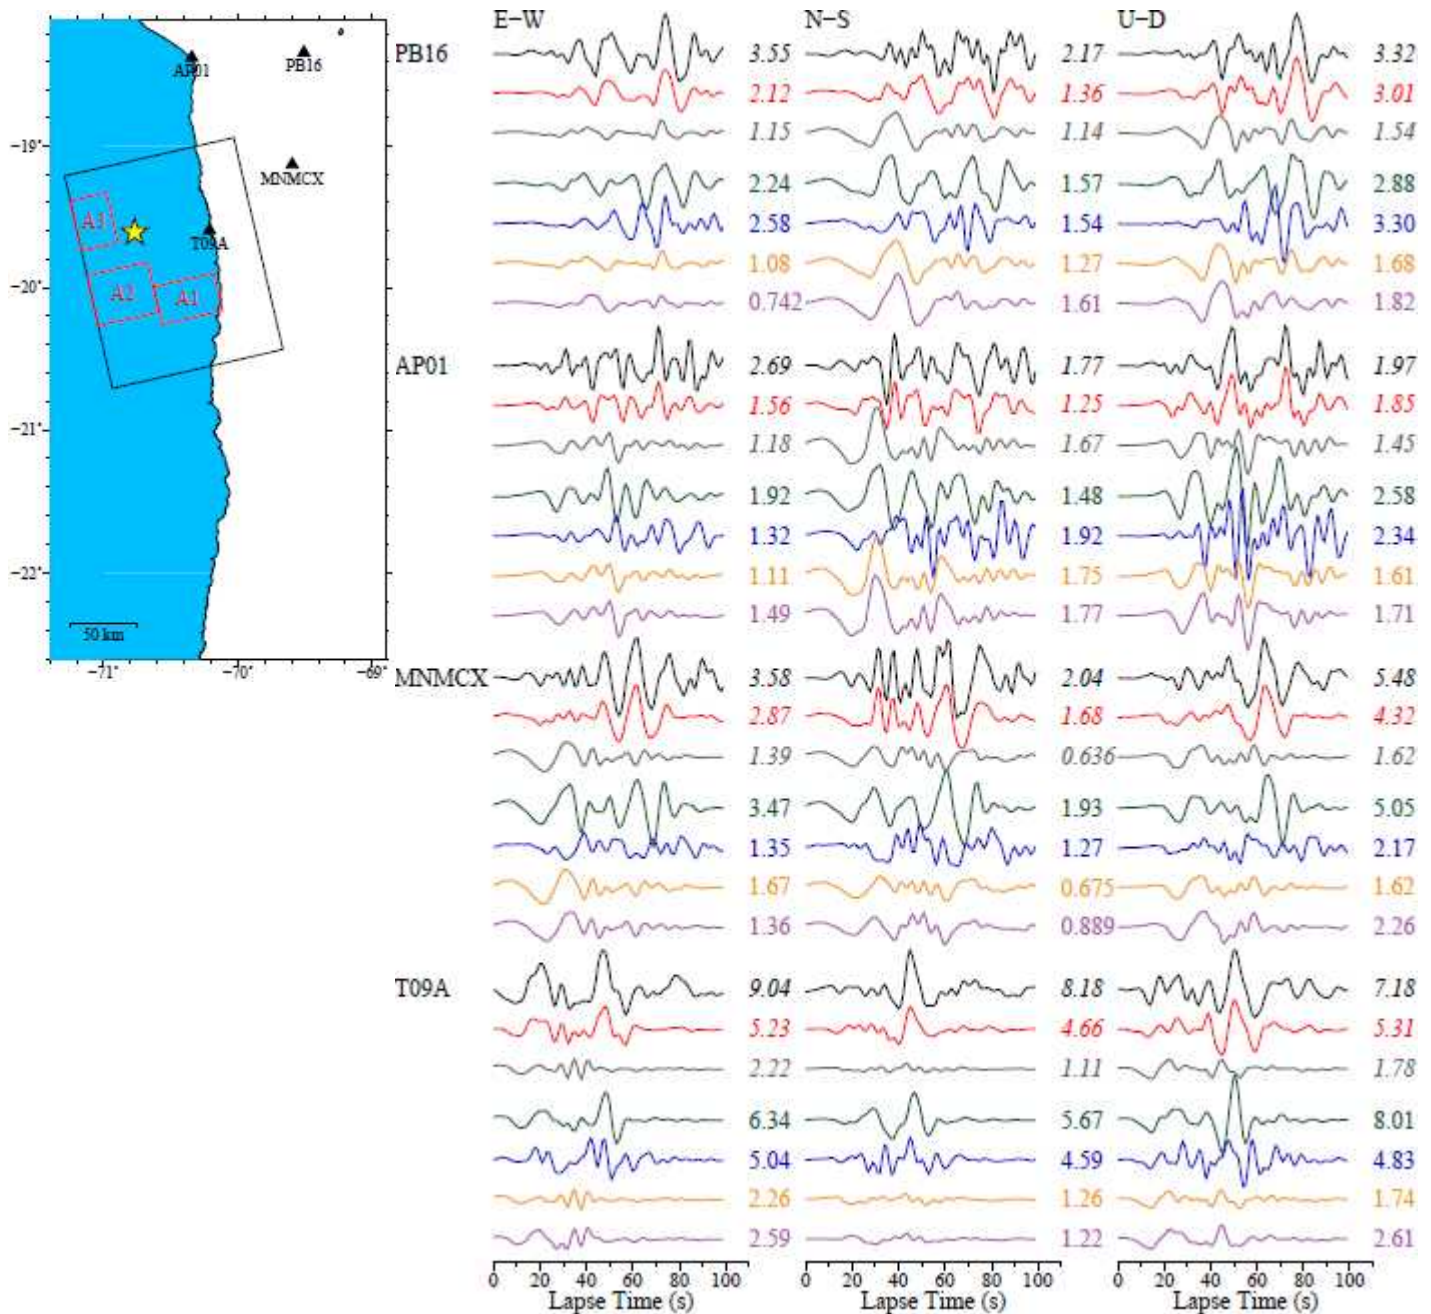 E−W N−S U−D
PB16 3.55 2.17 3.32
AP01 PB16
2.12 1.36 3.01
1.15 1.14 1.54
−19°
MNMCX
2.24 1.57 2.88
A3
T09A
2.58 1.54 3.30
1.08 1.27 1.68
−20°
A2 A1
0.742 1.61 1.82
AP01 2.69 1.77 1.97
1.56 1.25 1.85
−21°
1.18 1.67 1.45
1.92 1.48 2.58
1.32 1.92 2.34
−22°
1.11 1.75 1.61
1.49 1.77 1.71
50 km
−71° −70° −69
MNMCX 3.58 2.04 5.48
2.87 1.68 4.32
1.39 0.636 1.62
3.47 1.93 5.05
1.35 1.27 2.17
1.67 0.675 1.62
1.36 0.889 2.26
T09A 9.04 8.18 7.18
5.23 4.66 5.31
2.22 1.11 1.78
6.34 5.67 8.01
5.04 4.59 4.83
2.26 1.26 1.74
2.59 1.22 2.61
0 20 40 60 80 100 0 20 40 60 80 100 0 20 40 60 80 100
Lapse Time (s) Lapse Time (s) Lapse Time (s)